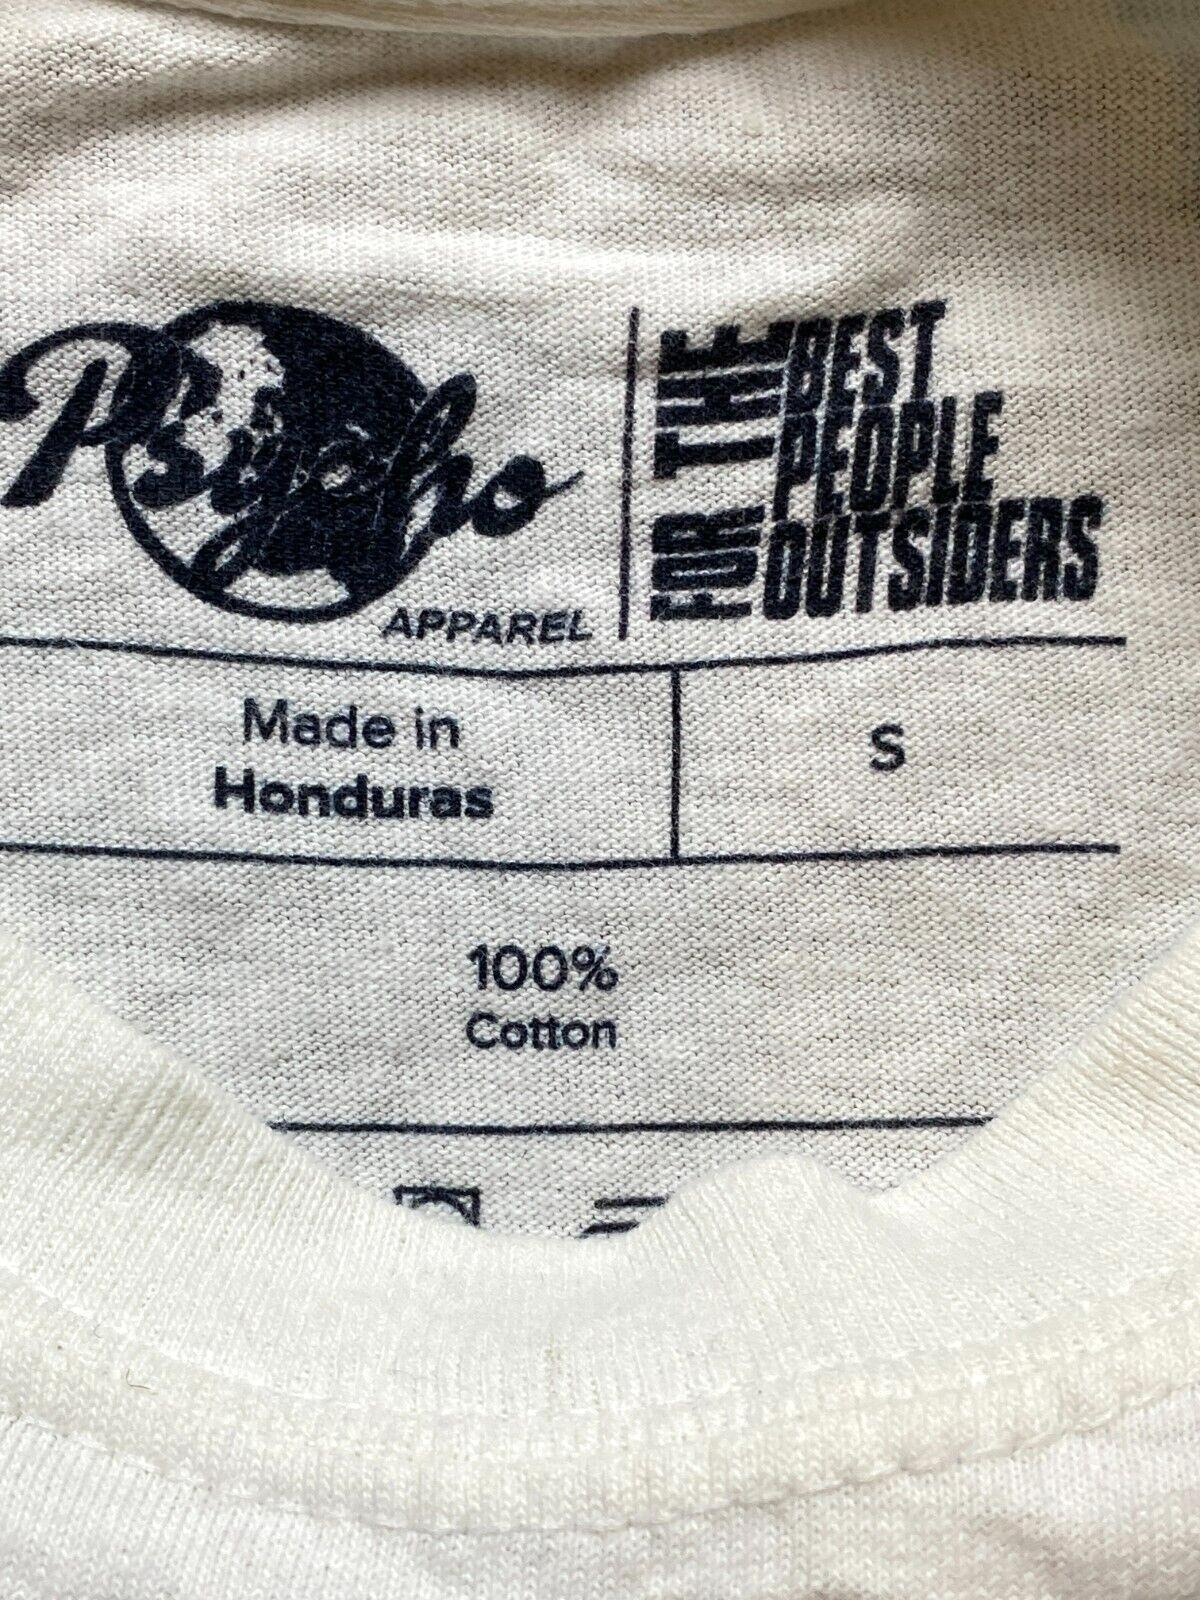 Psycho
APPAREL
FOR THE
BEST
PEOPLE
OUTSIDERS
Made in
Honduras
S
100%
Cotton